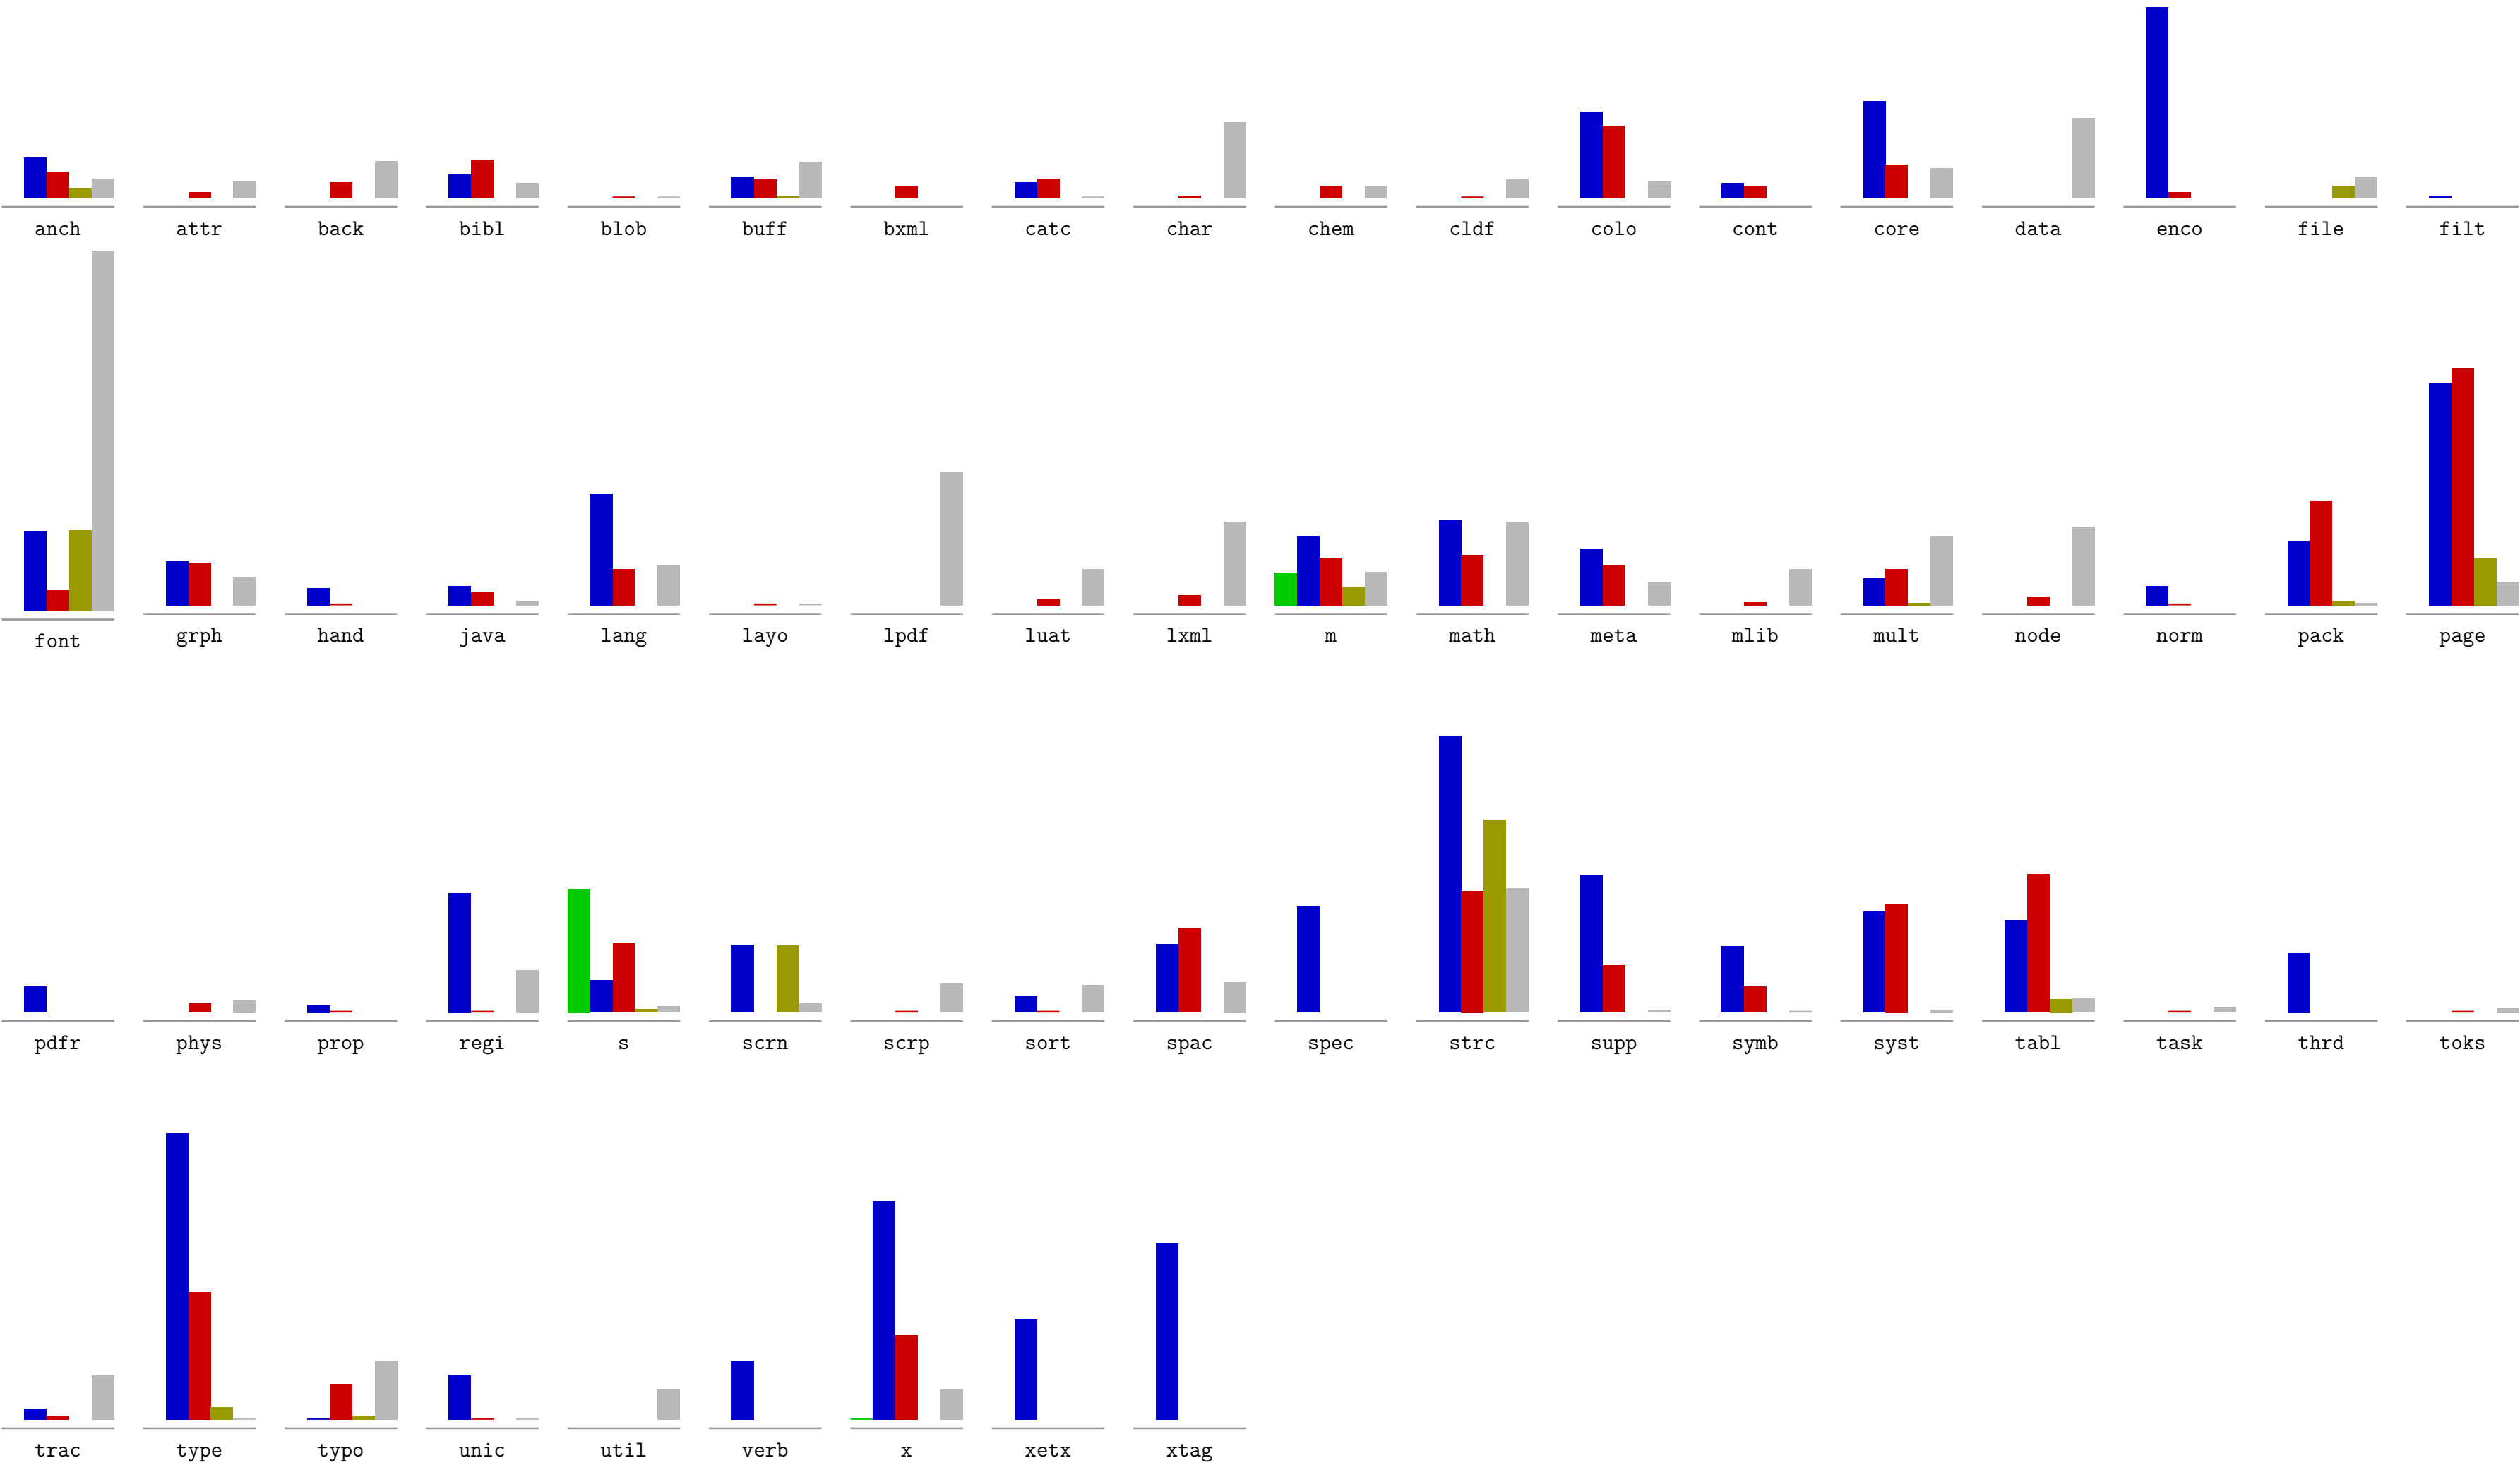 anch attr back bibl blob buff bxml catc char chem cldf colo cont core data enco file filt
font grph hand java lang layo lpdf luat lxml m math meta mlib mult node norm pack page
pdfr phys prop regi s scrn scrp sort spac spec strc supp symb syst tabl task thrd toks
trac type typo unic util verb x xetx xtag